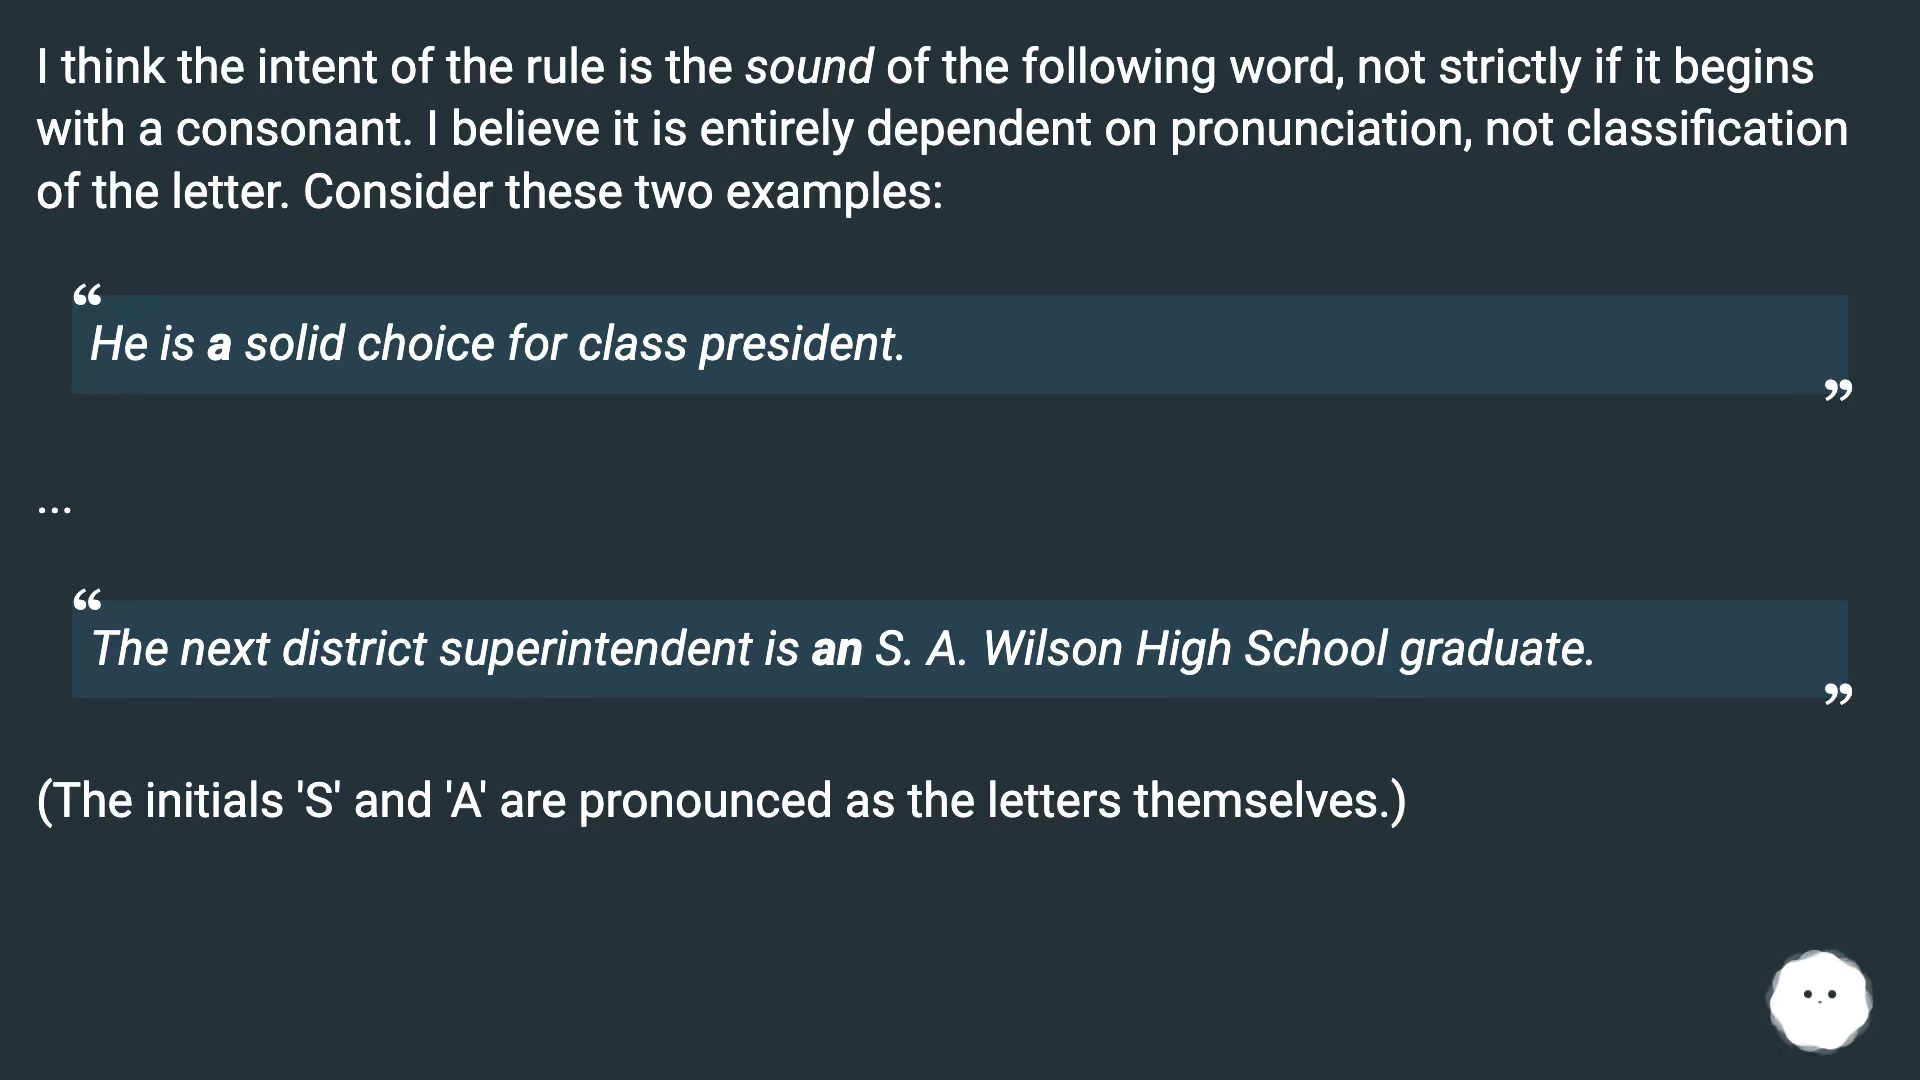 I think the intent of the rule is the sound of the following word, not strictly if it begins
with a consonant. I believe it is entirely dependent on pronunciation, not classification
of the letter. Consider these two examples:
“
He is a solid choice for class president.
”
...
“
The next district superintendent is an S. A. Wilson High School graduate.
”
(The initials 'S' and 'A' are pronounced as the letters themselves.)